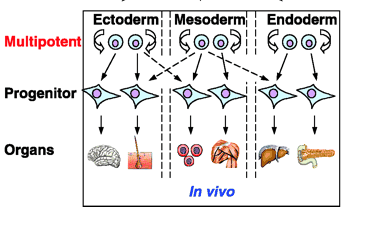 Ectoderm Mesoderm Endoderm
Multipotent
Progenitor
Organs
In vivo